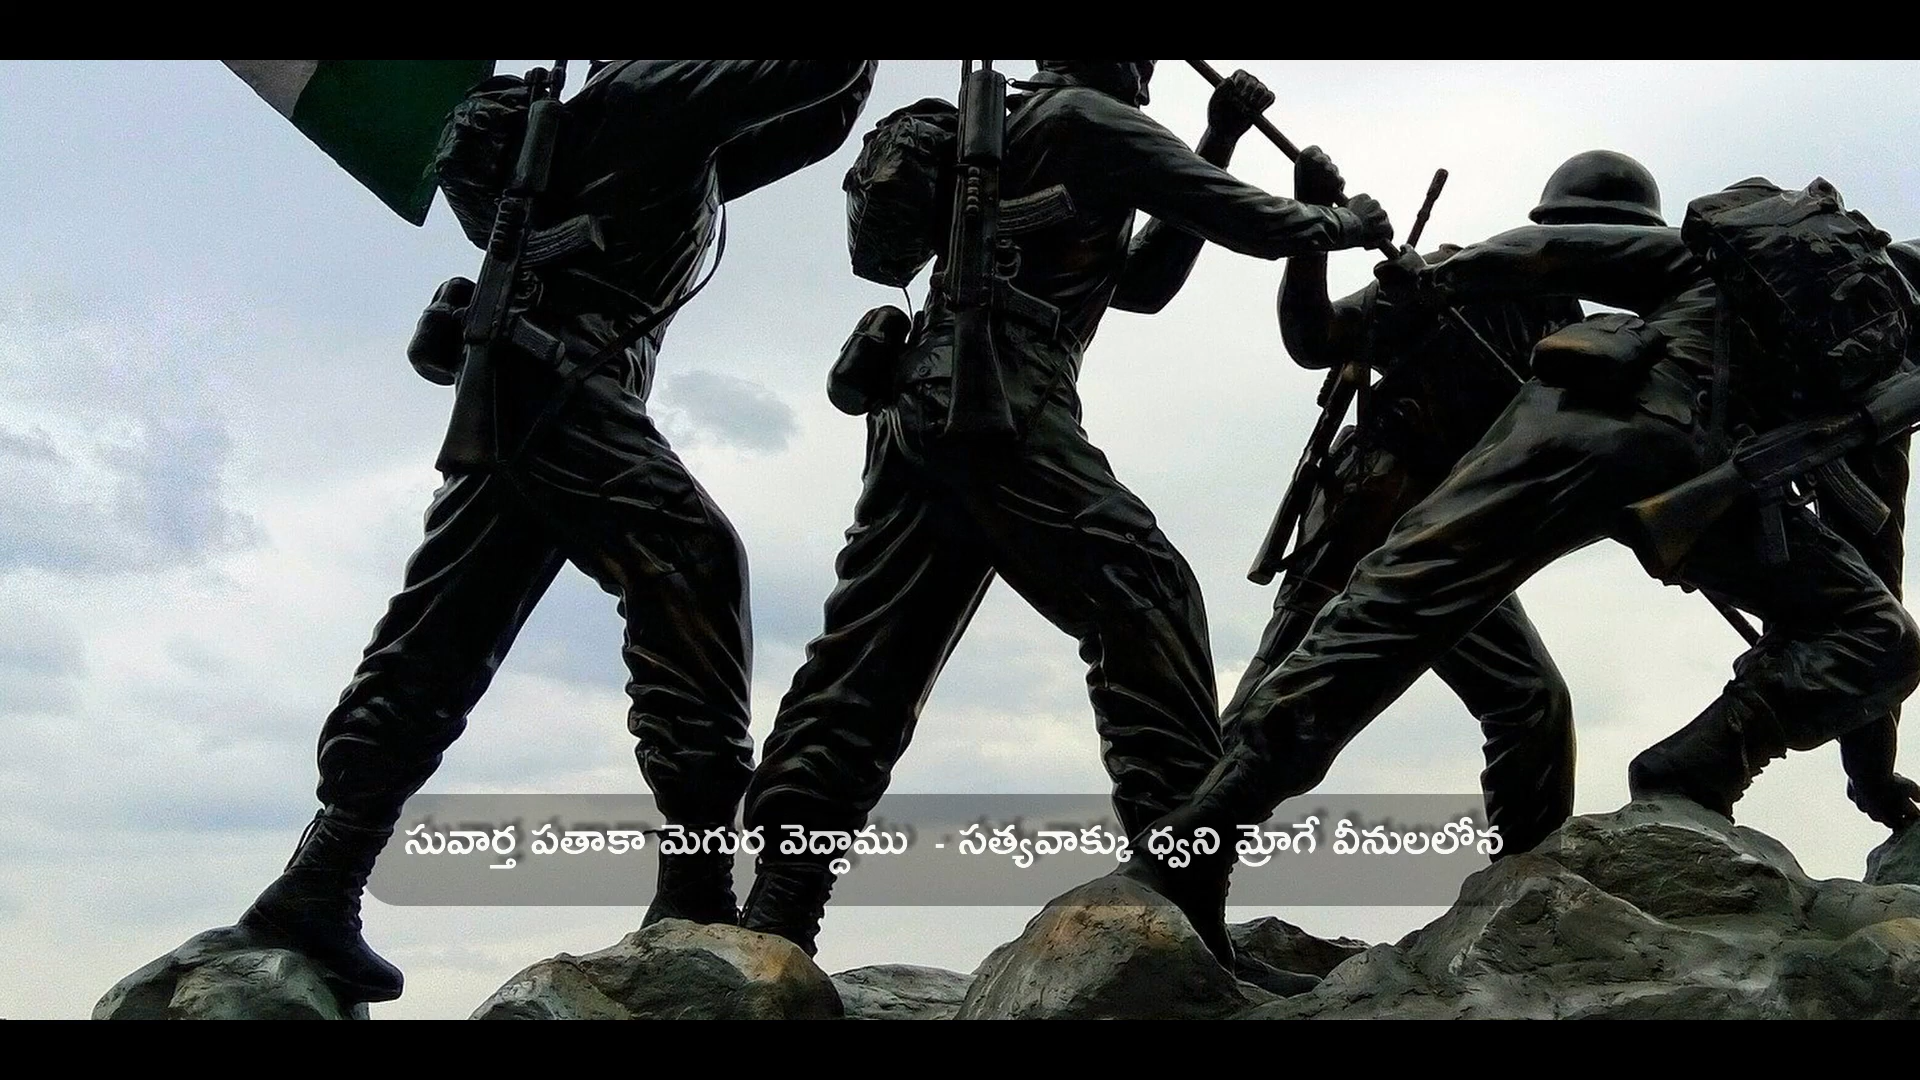 సువార్త పతాకా మెగుర వెద్దాము - సత్యవాక్కు ధ్వని మ్రోగే వీనులలోన